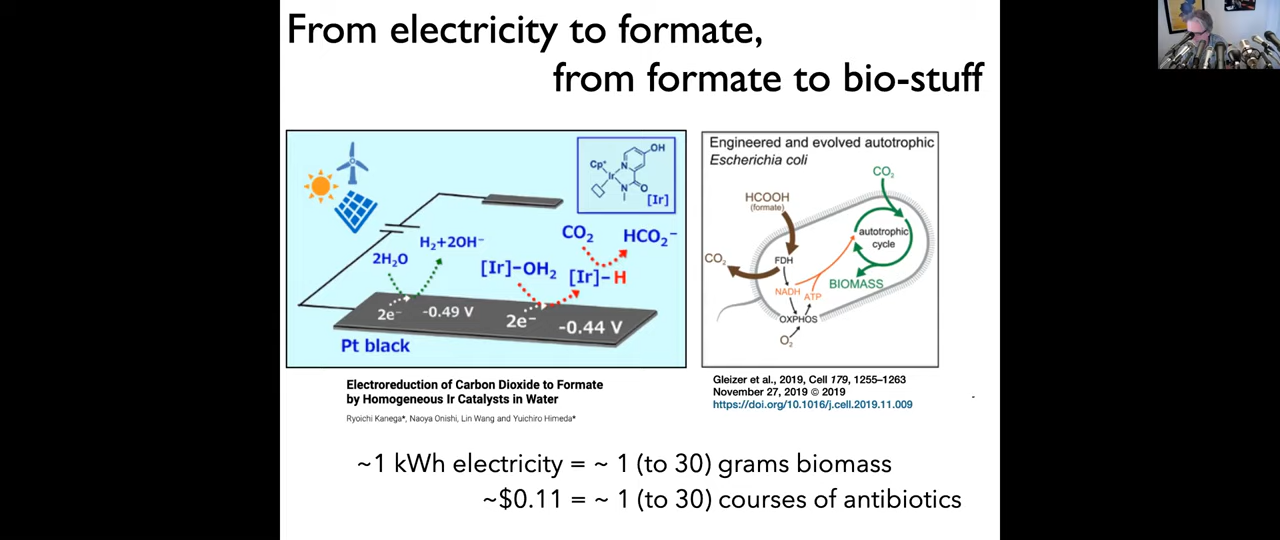 From electricity to formate,
from formate to bio-stuff
OH
Cp*
N
Ir
N
O
[Ir]
H₂+2OH⁻
2H₂O
CO₂
HCO₂⁻
[Ir]-OH₂
[Ir]-H
2e⁻
-0.49 V
2e⁻
-0.44 V
Pt black
Electroreduction of Carbon Dioxide to Formate
by Homogeneous Ir Catalysts in Water
Ryoichi Kanega*, Naoya Onishi, Lin Wang and Yuichiro Himeda*
Engineered and evolved autotrophic
Escherichia coli
CO₂
HCOOH
(formate)
autotrophic
cycle
CO₂
FDH
BIOMASS
NADH
ATP
OXPHOS
O₂
Gleizer et al., 2019, Cell 179, 1255–1263
November 27, 2019 © 2019
https://doi.org/10.1016/j.cell.2019.11.009
~1 kWh electricity = ~ 1 (to 30) grams biomass
~$0.11 = ~ 1 (to 30) courses of antibiotics